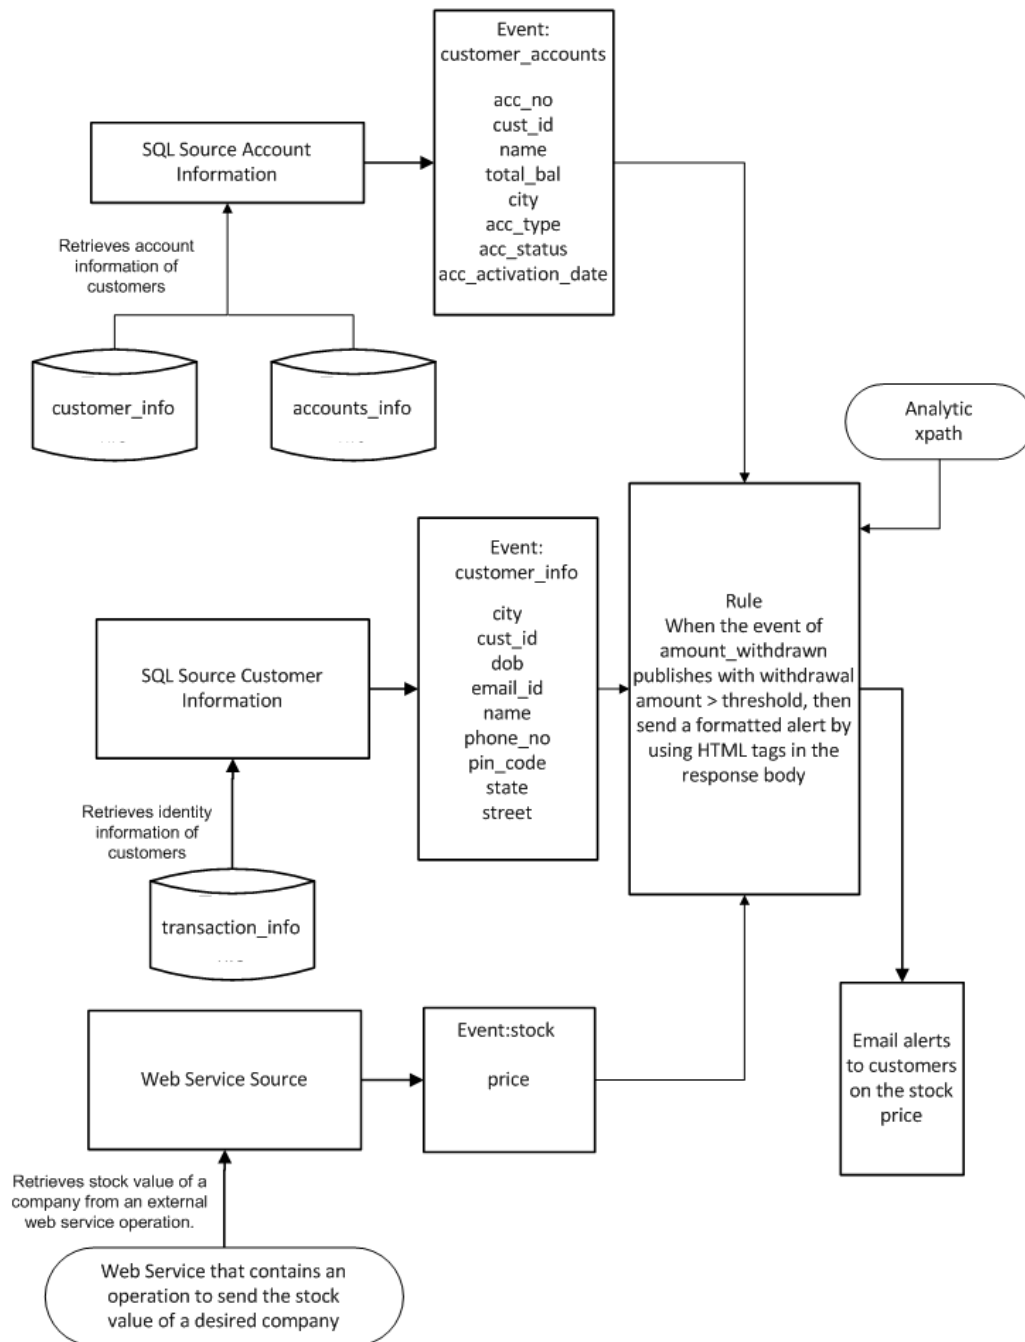 Event:
customer_accounts
acc_no
cust_id
name
total_bal
city
acc_type
acc_status
acc_activation_date
SQL Source Account
Information
Retrieves account
information of
customers
customer_info
accounts_info
Analytic
xpath
Event:
customer_info
city
cust_id
dob
email_id
name
phone_no
pin_code
state
street
SQL Source Customer
Information
Rule
When the event of
amount_withdrawn
publishes with withdrawal
amount > threshold, then
send a formatted alert by
using HTML tags in the
response body
Retrieves identity
information of
customers
transaction_info
Web Service Source
Event:stock
price
Email alerts
to customers
on the stock
price
Retrieves stock value of a
company from an external
web service operation.
Web Service that contains an
operation to send the stock
value of a desired company